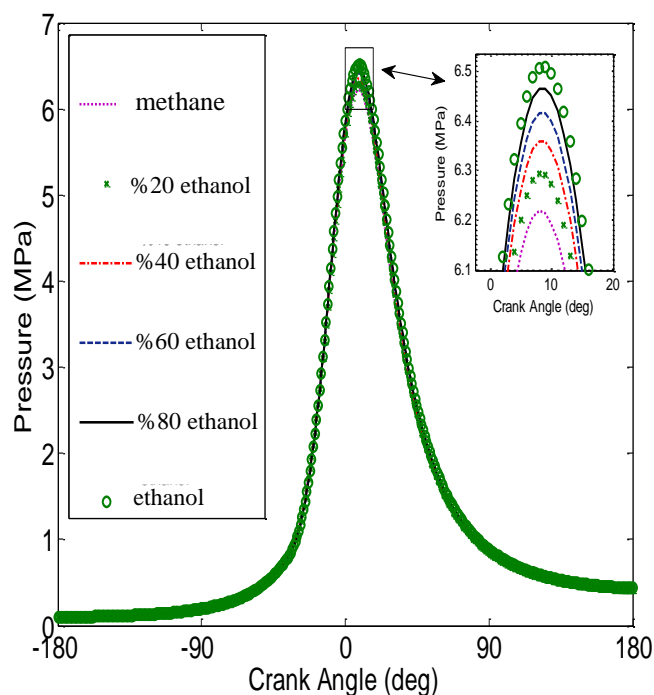 7
6
5
4
3
2
1
0
Pressure (MPa)
-180
-90
0
90
180
Crank Angle (deg)
methane
%20 ethanol
%40 ethanol
%60 ethanol
%80 ethanol
ethanol
6.5
6.4
6.3
6.2
6.1
Pressure (MPa)
0
10
20
Crank Angle (deg)